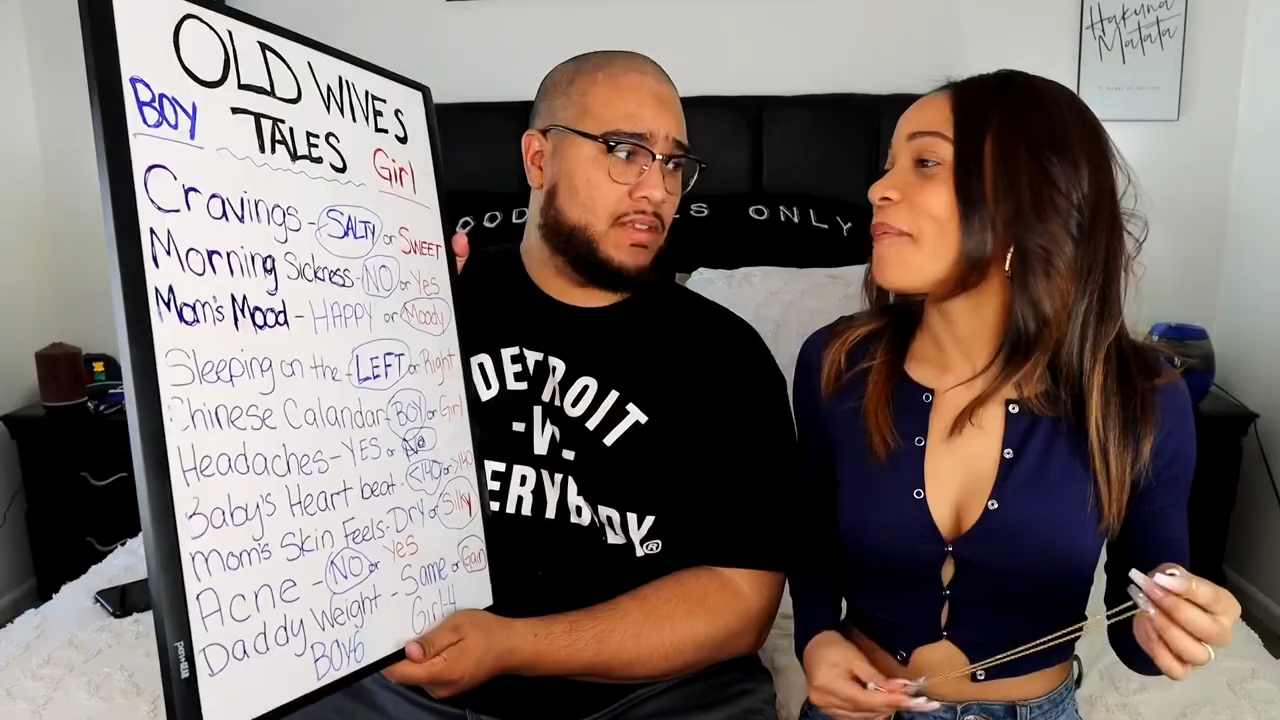 OLD WIVES
TALES
BOY
Girl
Cravings - SALTY or SWEET
Morning Sickness - NO or Yes
Mom's Mood - HAPPY or Moody
Sleeping on the - LEFT or Right
Chinese Calandar - BOY or Girl
Headaches - YES or No
Baby's Heart beat - <140 or >140
Mom's Skin Feels - Dry or Silky
Acne - NO or Yes
Daddy Weight - Same or Gain
BOY 6
Girl-4
DETROIT
-V
ERYBODY®
ONLY
Hakuna
Matata